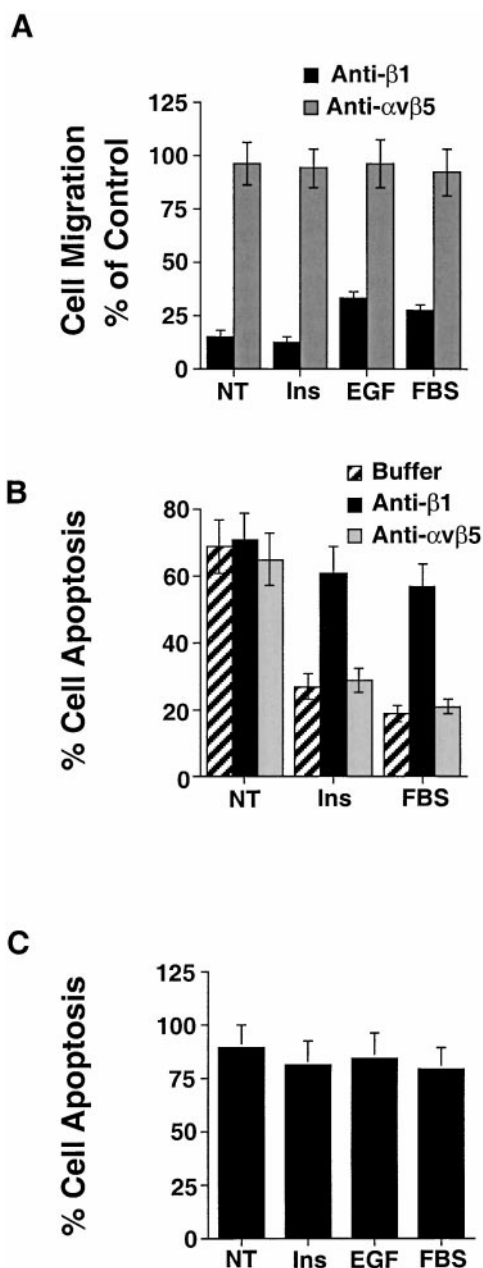 A
Anti-β1
Anti-αvβ5
Cell Migration
% of Control
125
100
75
50
25
0
NT Ins EGF FBS
B
Buffer
Anti-β1
Anti-αvβ5
% Cell Apoptosis
80
60
40
20
0
NT Ins FBS
C
% Cell Apoptosis
125
100
75
50
25
0
NT Ins EGF FBS